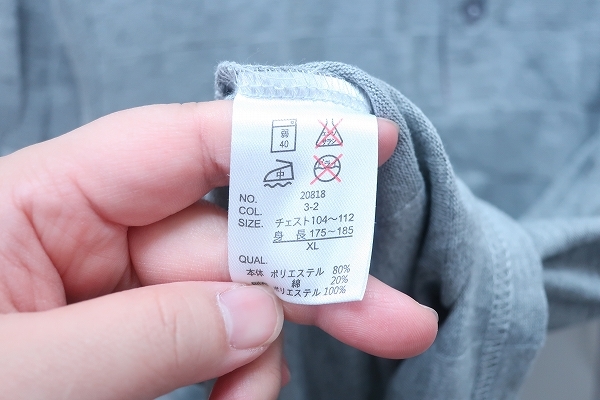 弱
40
中
NO. 20818
COL. 3-2
SIZE. チェスト104～112
身 長175～185
XL
QUAL.
本体 ポリエステル 80%
綿 20%
ポリエステル 100%